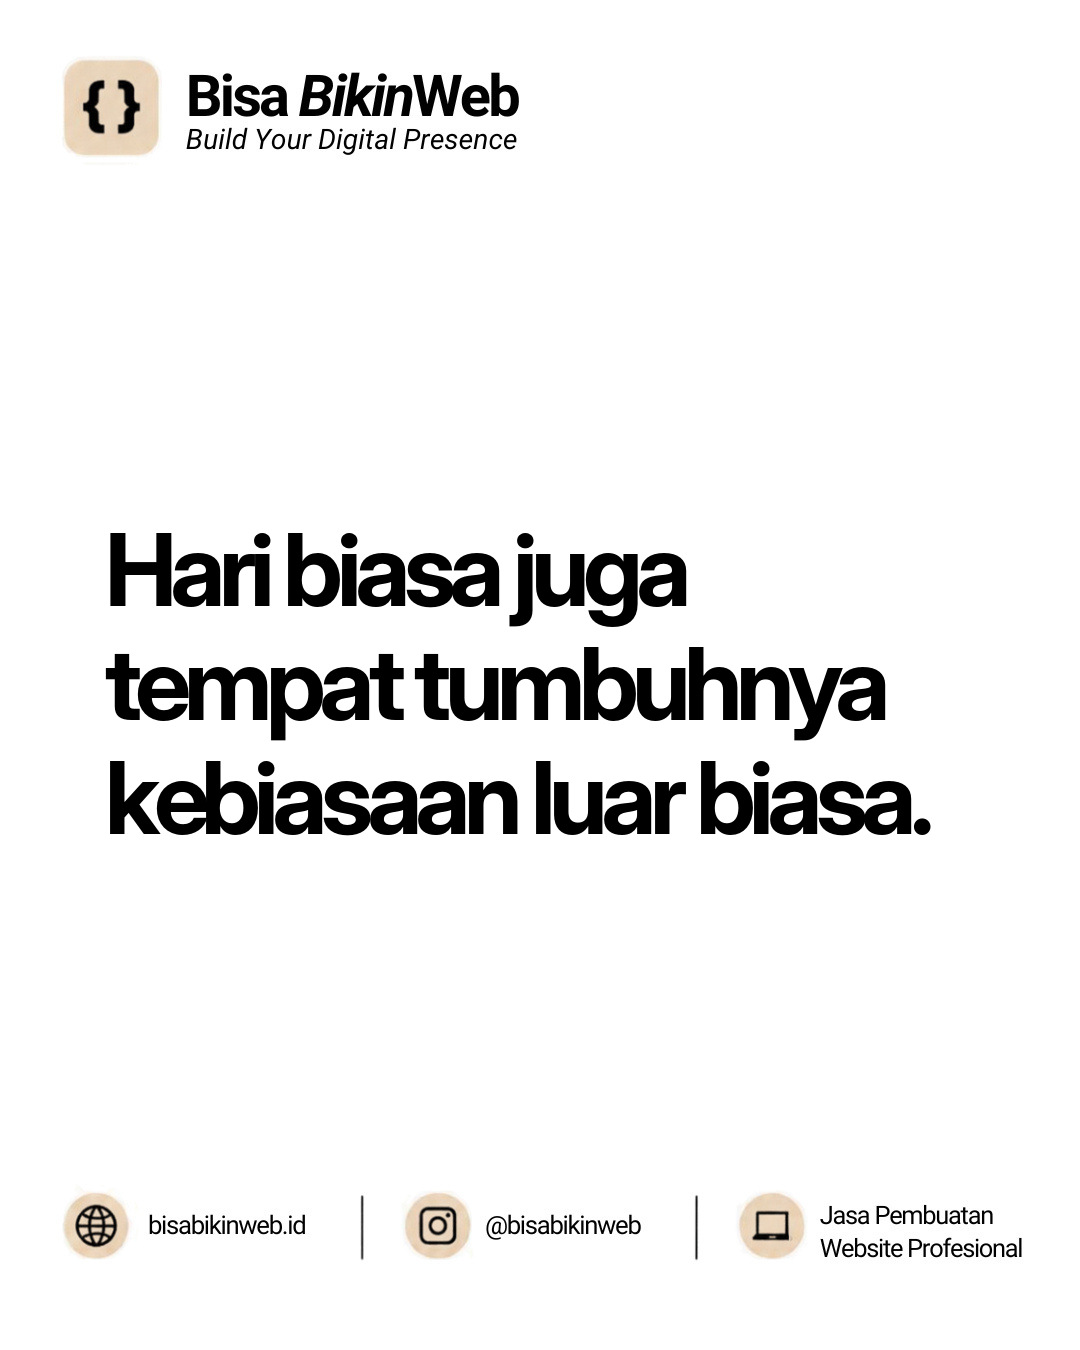 { }
Bisa BikinWeb
Build Your Digital Presence
Hari biasa juga
tempat tumbuhnya
kebiasaan luar biasa.
bisabikinweb.id
@bisabikinweb
Jasa Pembuatan
Website Profesional